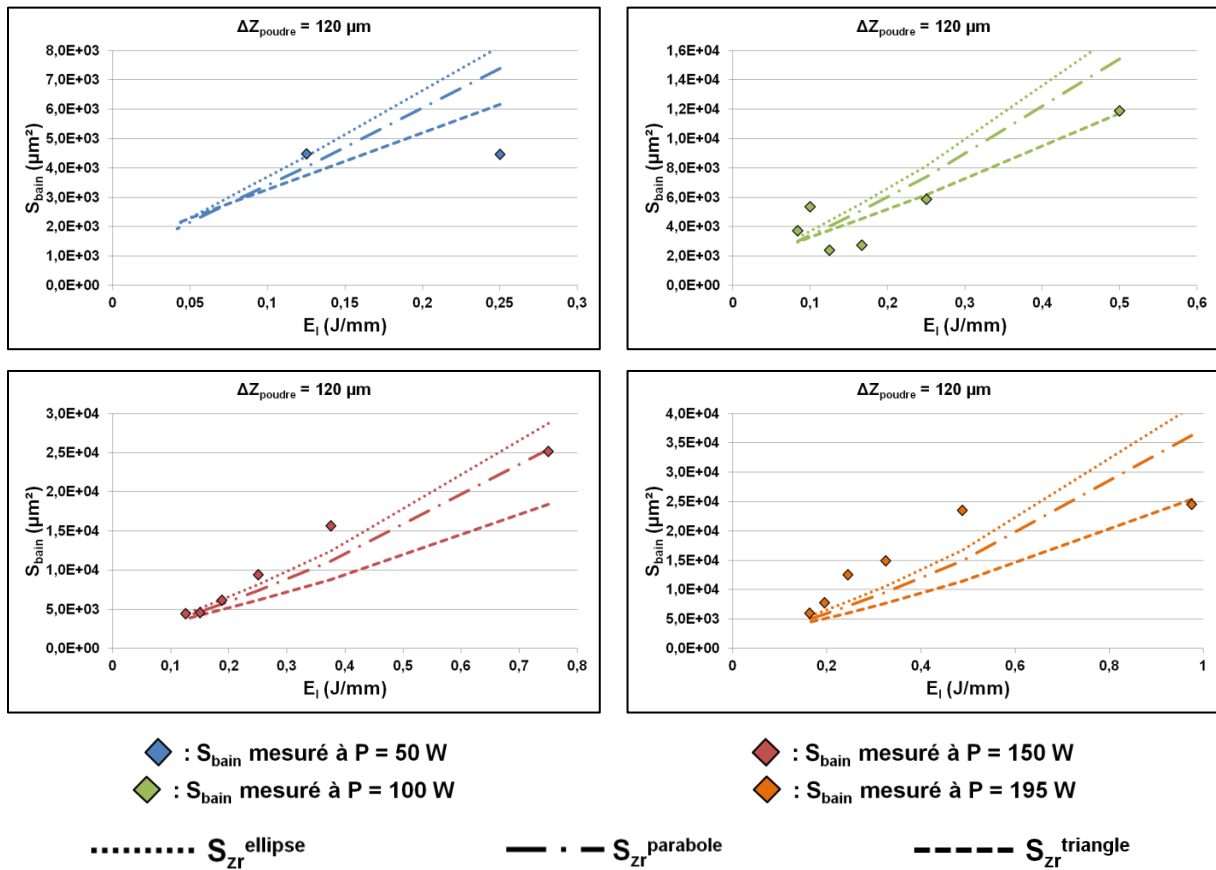 ΔZpoudre = 120 µm
8,0E+03
7,0E+03
6,0E+03
5,0E+03
4,0E+03
3,0E+03
2,0E+03
1,0E+03
0,0E+00
Sbain (µm²)
0 0,05 0,1 0,15 0,2 0,25 0,3
El (J/mm)
ΔZpoudre = 120 µm
1,6E+04
1,4E+04
1,2E+04
1,0E+04
8,0E+03
6,0E+03
4,0E+03
2,0E+03
0,0E+00
Sbain (µm²)
0 0,1 0,2 0,3 0,4 0,5 0,6
El (J/mm)
ΔZpoudre = 120 µm
3,0E+04
2,5E+04
2,0E+04
1,5E+04
1,0E+04
5,0E+03
0,0E+00
Sbain (µm²)
0 0,1 0,2 0,3 0,4 0,5 0,6 0,7 0,8
El (J/mm)
ΔZpoudre = 120 µm
4,0E+04
3,5E+04
3,0E+04
2,5E+04
2,0E+04
1,5E+04
1,0E+04
5,0E+03
0,0E+00
Sbain (µm²)
0 0,2 0,4 0,6 0,8 1
El (J/mm)
: Sbain mesuré à P = 50 W
: Sbain mesuré à P = 150 W
: Sbain mesuré à P = 100 W
: Sbain mesuré à P = 195 W
Szr ellipse
Szr parabole
Szr triangle